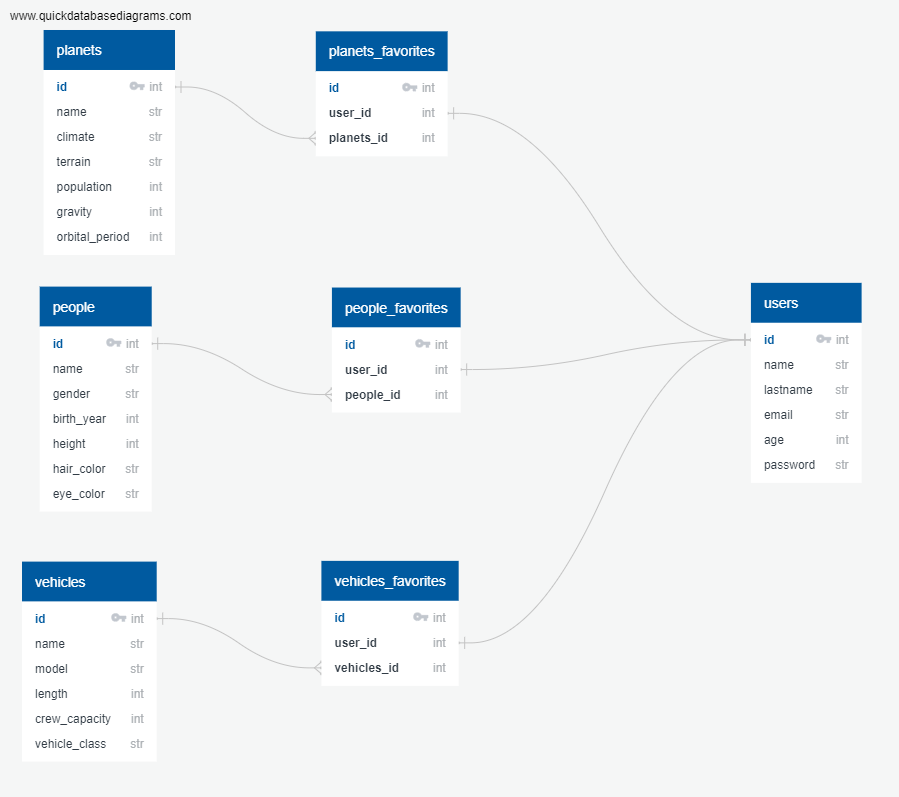 www.quickdatabasediagrams.com
planets
id int
name str
climate str
terrain str
population int
gravity int
orbital_period int
planets_favorites
id int
user_id int
planets_id int
people
id int
name str
gender str
birth_year int
height int
hair_color str
eye_color str
people_favorites
id int
user_id int
people_id int
users
id int
name str
lastname str
email str
age int
password str
vehicles
id int
name str
model str
length int
crew_capacity int
vehicle_class str
vehicles_favorites
id int
user_id int
vehicles_id int